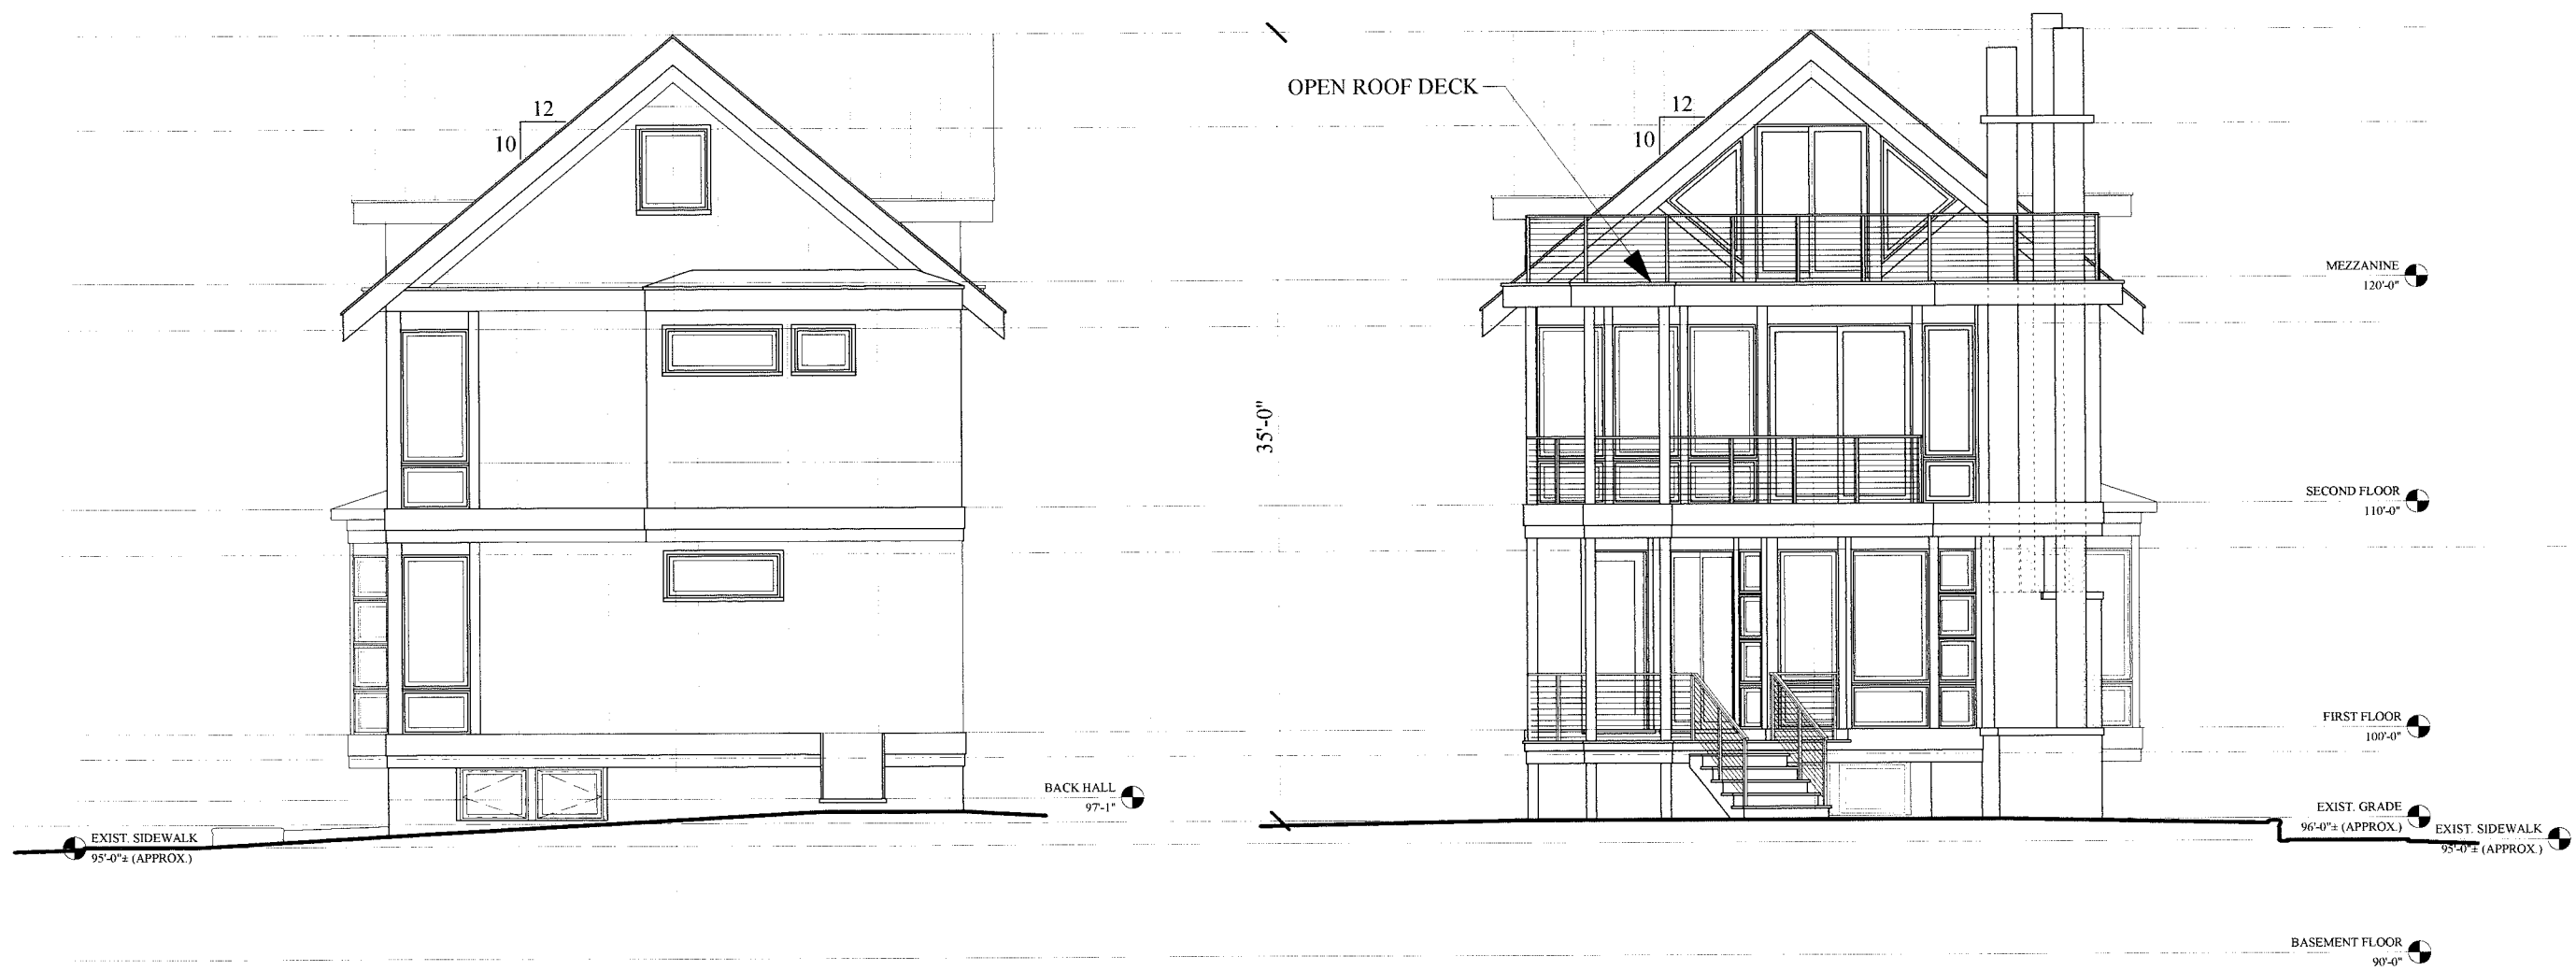 12
10
OPEN ROOF DECK
12
10
MEZZANINE
120'-0"
35'-0"
SECOND FLOOR
110'-0"
FIRST FLOOR
100'-0"
BACK HALL
97'-1"
EXIST. GRADE
96'-0"± (APPROX.)
EXIST. SIDEWALK
95'-0"± (APPROX.)
EXIST. SIDEWALK
95'-0"± (APPROX.)
BASEMENT FLOOR
90'-0"